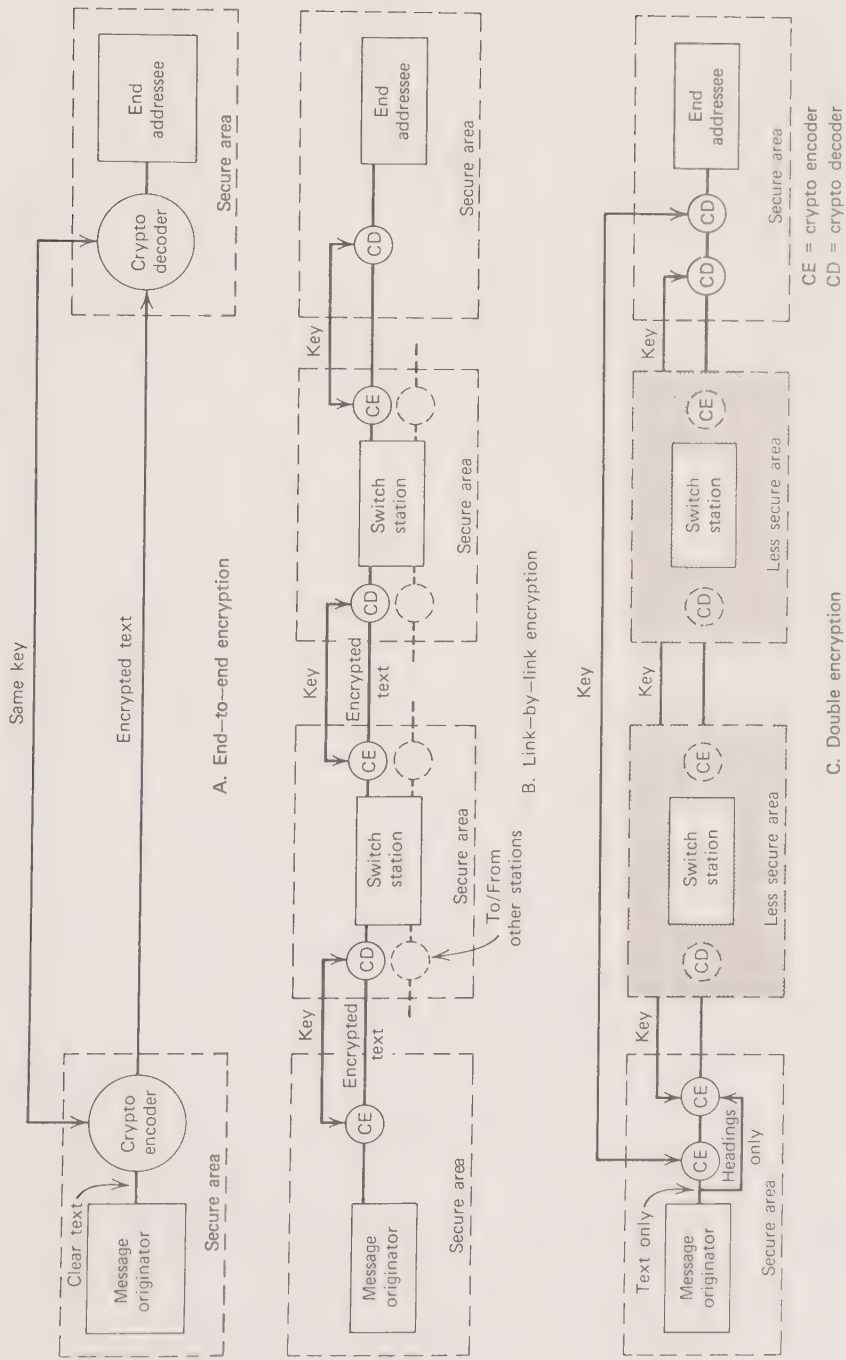 Same key
Clear text
Message
originator
Crypto
encoder
Secure area
Encrypted text
Crypto
decoder
End
addressee
Secure area
A. End–to–end encryption
Message
originator
CE
Secure area
Key
Encrypted
text
CD
Switch
station
CE
Secure area
To/From
other stations
Key
Encrypted
text
CD
Switch
station
CE
Secure area
Key
CD
End
addressee
Secure area
B. Link–by–link encryption
Key
Text only
Message
originator
CE
CE
Headings
only
Secure area
Key
CD
Switch
station
CE
Less secure area
Key
CD
Switch
station
CE
Less secure area
Key
CD
CD
End
addressee
Secure area
CE = crypto encoder
CD = crypto decoder
C. Double encryption